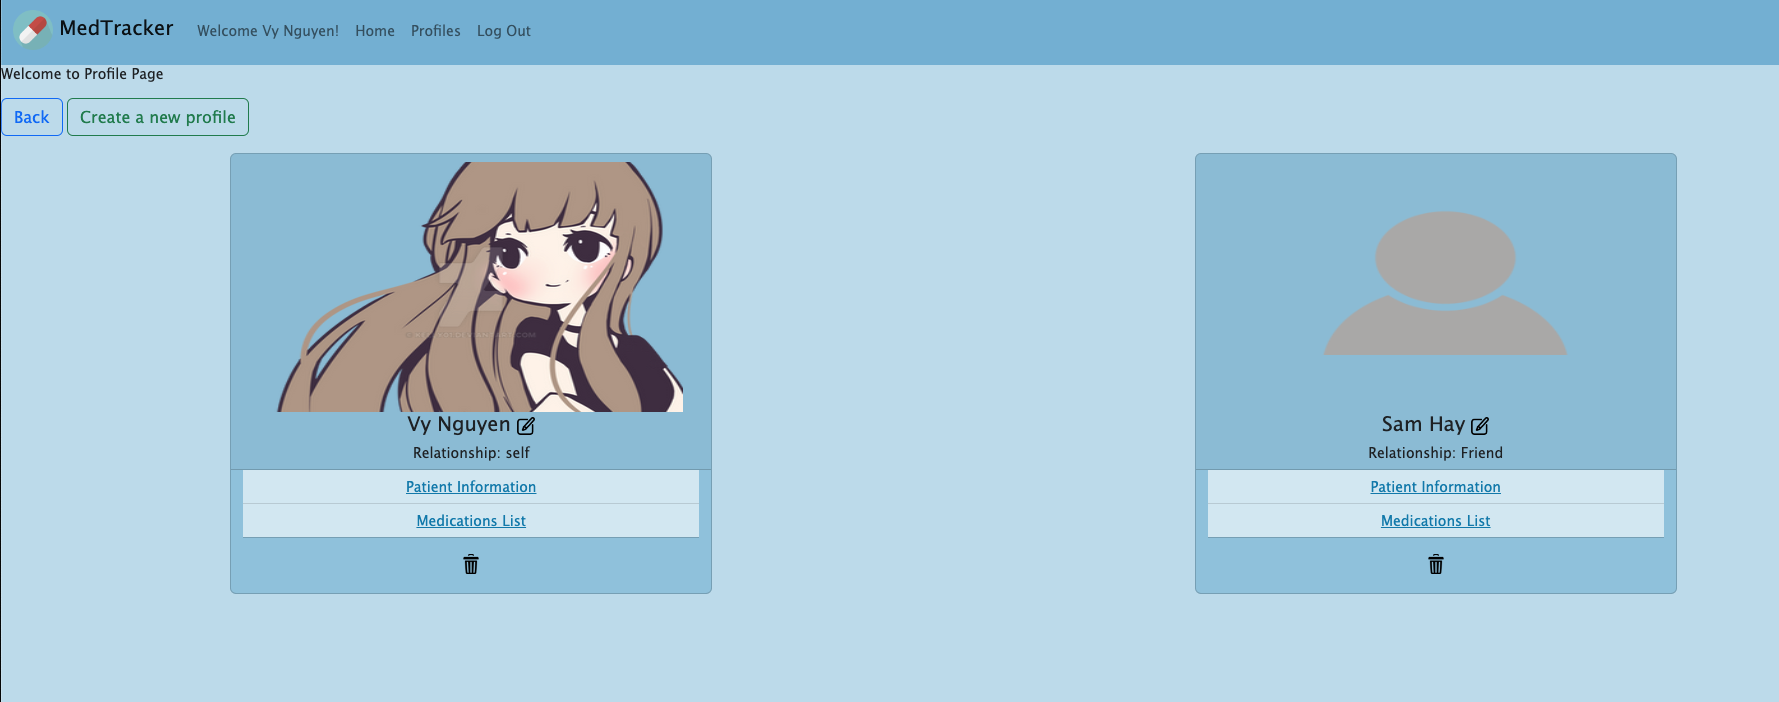 MedTracker Welcome Vy Nguyen! Home Profiles Log Out
Welcome to Profile Page
Back Create a new profile
Vy Nguyen
Relationship: self
Patient Information
Medications List
Sam Hay
Relationship: Friend
Patient Information
Medications List